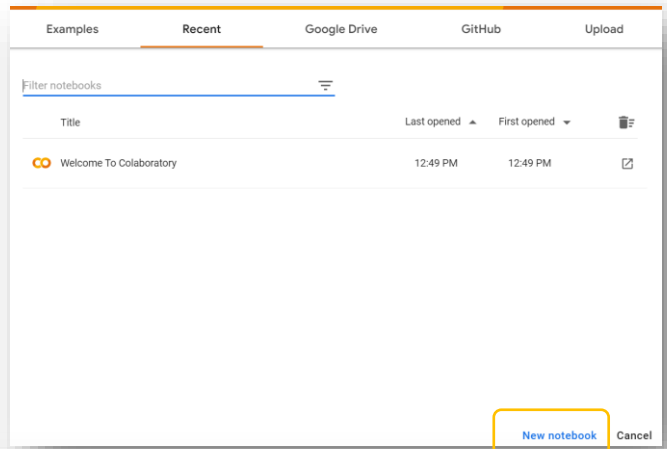 Examples Recent Google Drive GitHub Upload
Filter notebooks
Title Last opened First opened
Welcome To Colaboratory 12:49 PM 12:49 PM
New notebook Cancel